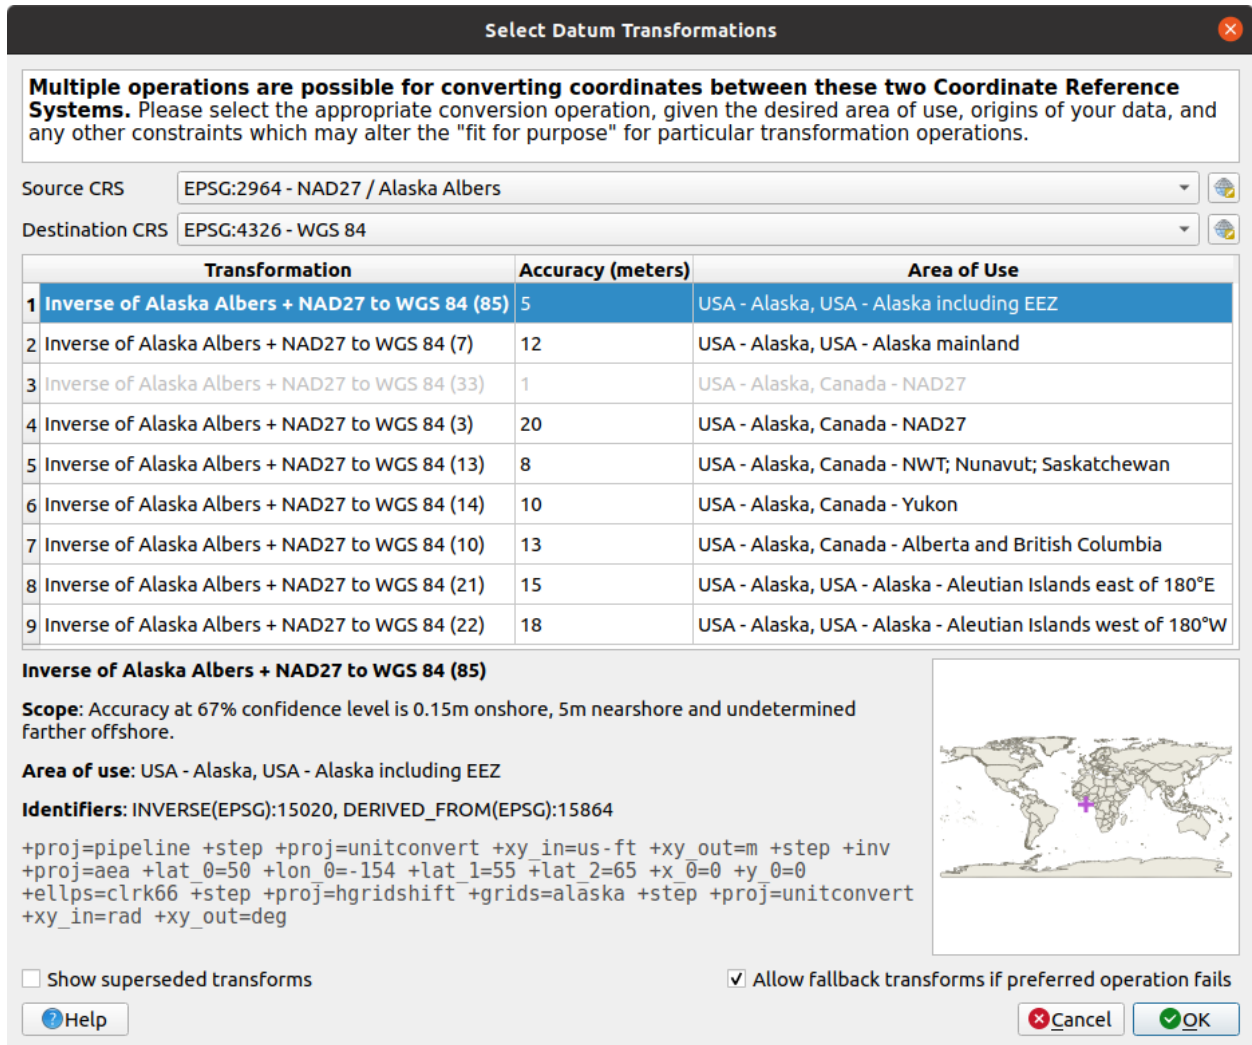 Select Datum Transformations
Multiple operations are possible for converting coordinates between these two Coordinate Reference
Systems. Please select the appropriate conversion operation, given the desired area of use, origins of your data, and
any other constraints which may alter the "fit for purpose" for particular transformation operations.
Source CRS EPSG:2964 - NAD27 / Alaska Albers
Destination CRS EPSG:4326 - WGS 84
Transformation Accuracy (meters) Area of Use
1 Inverse of Alaska Albers + NAD27 to WGS 84 (85) 5 USA - Alaska, USA - Alaska including EEZ
2 Inverse of Alaska Albers + NAD27 to WGS 84 (7) 12 USA - Alaska, USA - Alaska mainland
3 Inverse of Alaska Albers + NAD27 to WGS 84 (33) 1 USA - Alaska, Canada - NAD27
4 Inverse of Alaska Albers + NAD27 to WGS 84 (3) 20 USA - Alaska, Canada - NAD27
5 Inverse of Alaska Albers + NAD27 to WGS 84 (13) 8 USA - Alaska, Canada - NWT; Nunavut; Saskatchewan
6 Inverse of Alaska Albers + NAD27 to WGS 84 (14) 10 USA - Alaska, Canada - Yukon
7 Inverse of Alaska Albers + NAD27 to WGS 84 (10) 13 USA - Alaska, Canada - Alberta and British Columbia
8 Inverse of Alaska Albers + NAD27 to WGS 84 (21) 15 USA - Alaska, USA - Alaska - Aleutian Islands east of 180°E
9 Inverse of Alaska Albers + NAD27 to WGS 84 (22) 18 USA - Alaska, USA - Alaska - Aleutian Islands west of 180°W
Inverse of Alaska Albers + NAD27 to WGS 84 (85)
Scope: Accuracy at 67% confidence level is 0.15m onshore, 5m nearshore and undetermined
farther offshore.
Area of use: USA - Alaska, USA - Alaska including EEZ
Identifiers: INVERSE(EPSG):15020, DERIVED_FROM(EPSG):15864
+proj=pipeline +step +proj=unitconvert +xy_in=us-ft +xy_out=m +step +inv
+proj=aea +lat_0=50 +lon_0=-154 +lat_1=55 +lat_2=65 +x_0=0 +y_0=0
+ellps=clrk66 +step +proj=hgridshift +grids=alaska +step +proj=unitconvert
+xy_in=rad +xy_out=deg
Show superseded transforms
Allow fallback transforms if preferred operation fails
Help
Cancel
OK